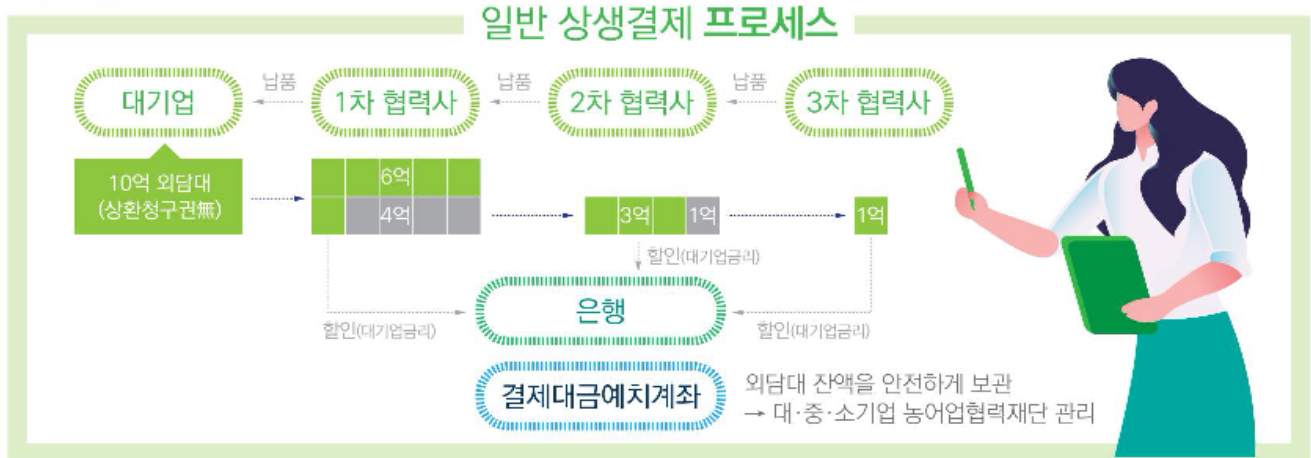 일반 상생결제 프로세스
대기업
납품
1차 협력사
납품
2차 협력사
납품
3차 협력사
10억 외담대
(상환청구권無)
6억
4억
3억
1억
1억
할인(대기업금리)
할인(대기업금리)
은행
할인(대기업금리)
결제대금예치계좌
외담대 잔액을 안전하게 보관
→ 대·중·소기업 농어업협력재단 관리